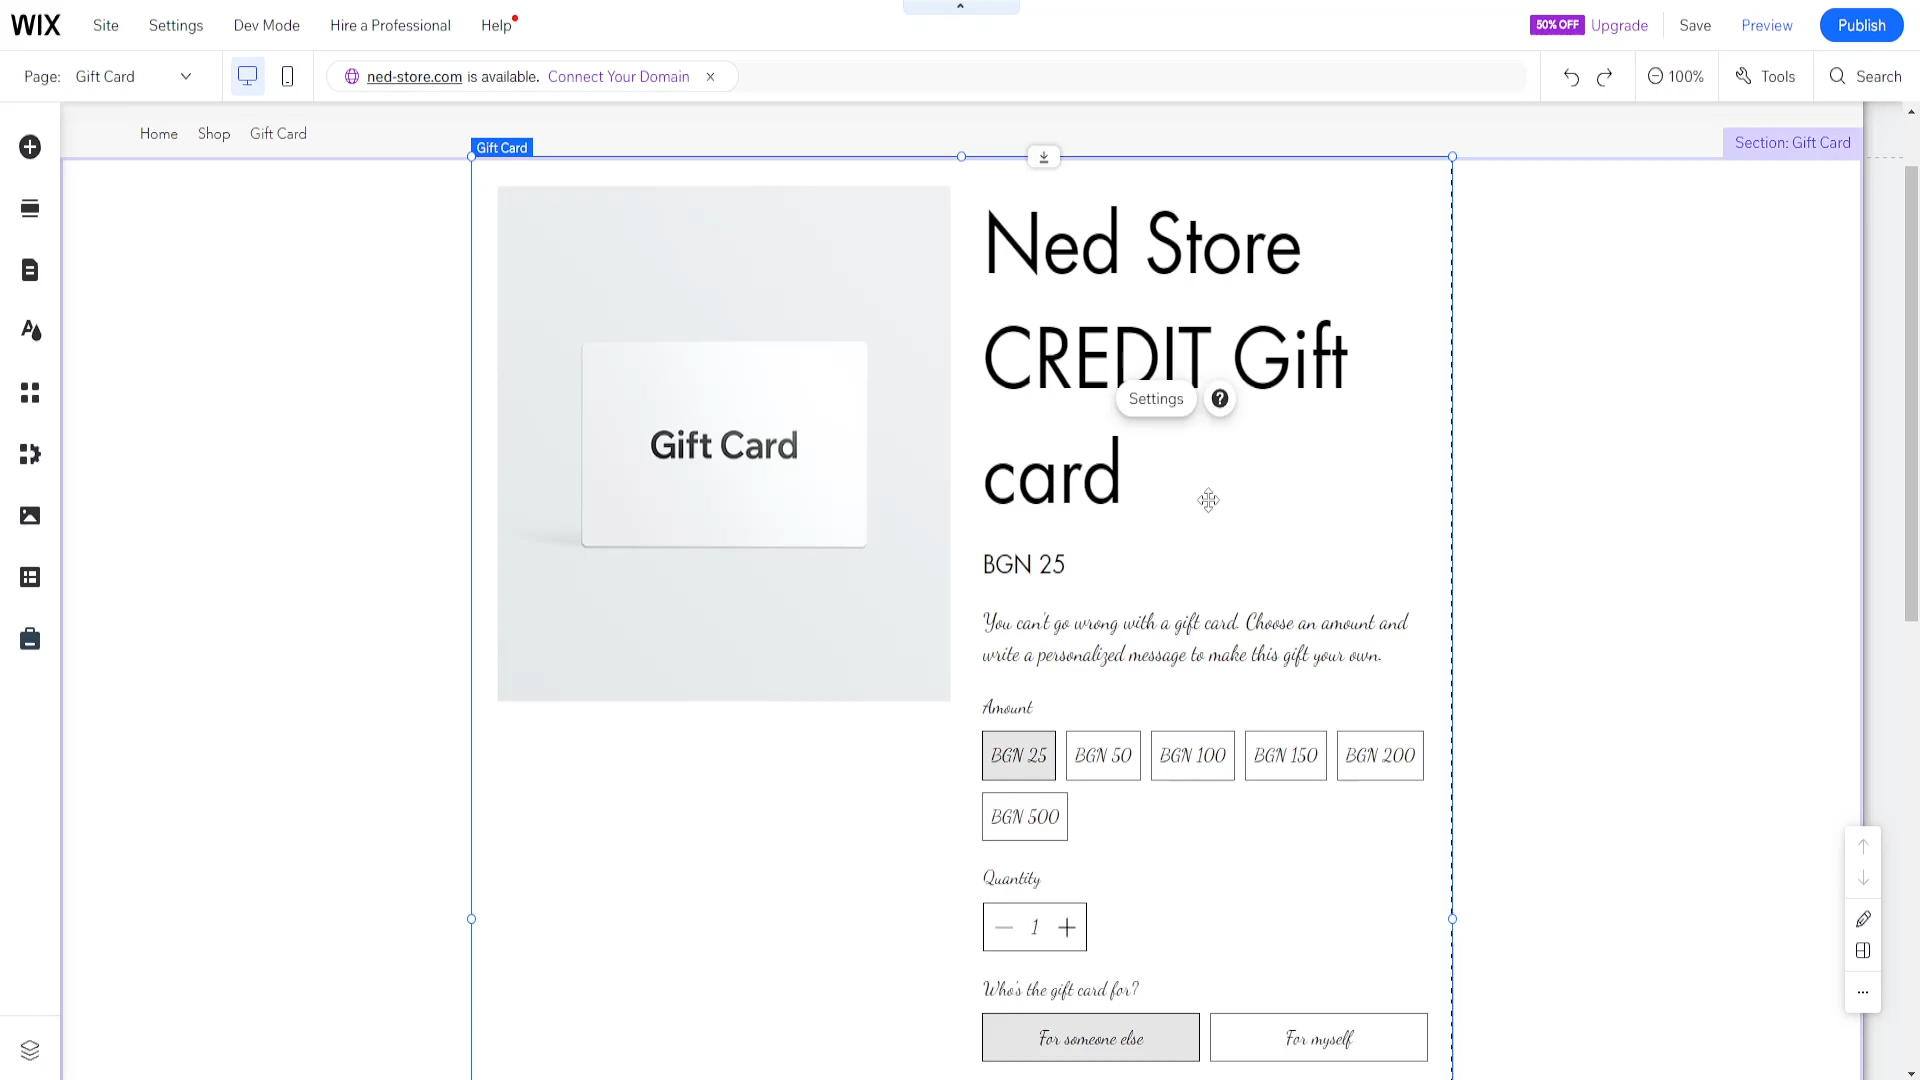 WIX Site Settings Dev Mode Hire a Professional Help 50% OFF Upgrade Save Preview Publish
Page: Gift Card ned-store.com is available. Connect Your Domain 100% Tools Search
Home Shop Gift Card
Section: Gift Card
Gift Card
Ned Store
CREDIT Gift
card
Settings
Gift Card
BGN 25
You can't go wrong with a gift card. Choose an amount and
write a personalized message to make this gift your own.
Amount
BGN 25 BGN 50 BGN 100 BGN 150 BGN 200
BGN 500
Quantity
1
Who's the gift card for?
For someone else For myself